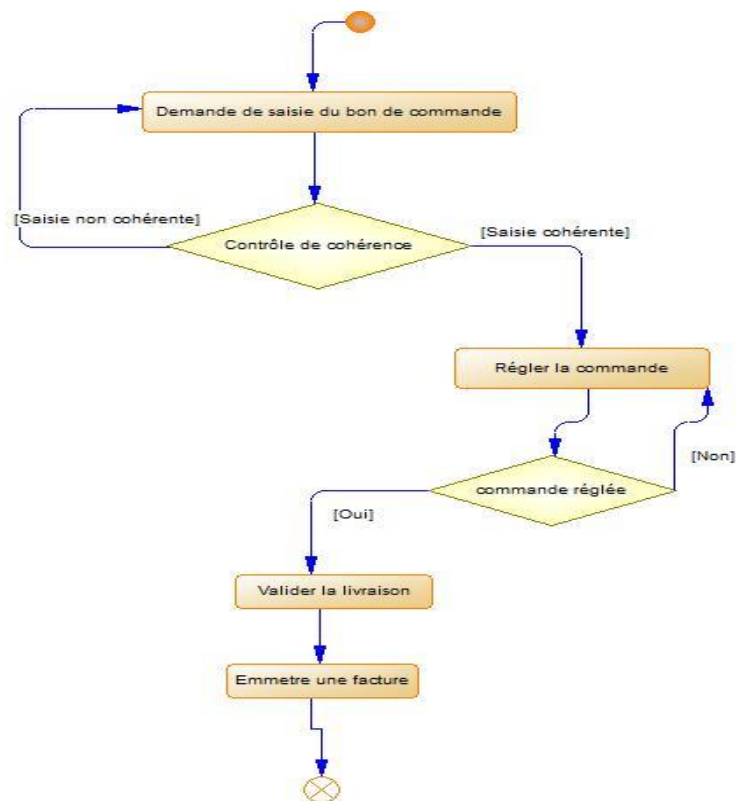 Demande de saisie du bon de commande
[Saisie non cohérente]
Contrôle de cohérence
[Saisie cohérente]
Régler la commande
[Non]
commande réglée
[Oui]
Valider la livraison
Emmetre une facture